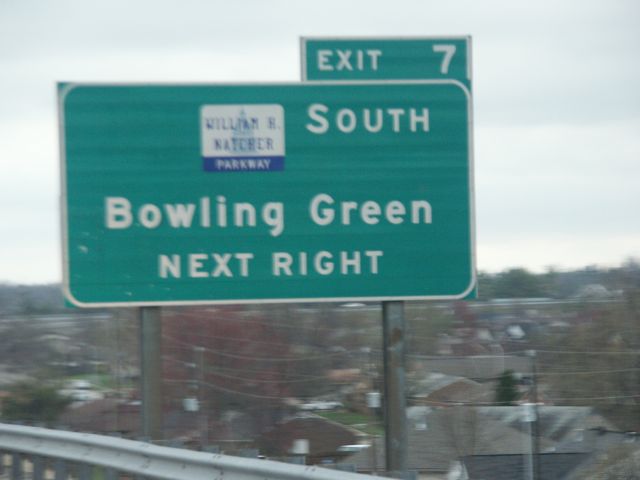 EXIT 7
WILLIAM H.
NATCHER
PARKWAY
SOUTH
Bowling Green
NEXT RIGHT